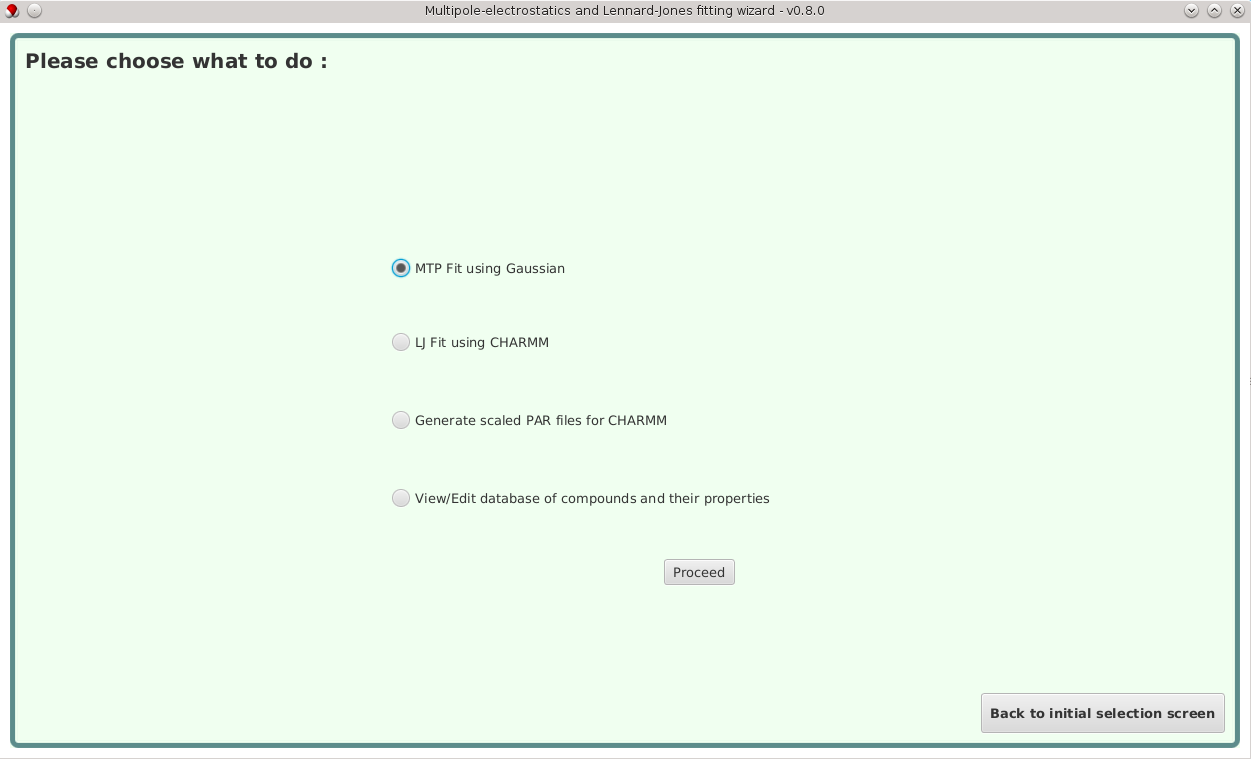 Multipole-electrostatics and Lennard-Jones fitting wizard - v0.8.0
Please choose what to do :
MTP Fit using Gaussian
LJ Fit using CHARMM
Generate scaled PAR files for CHARMM
View/Edit database of compounds and their properties
Proceed
Back to initial selection screen